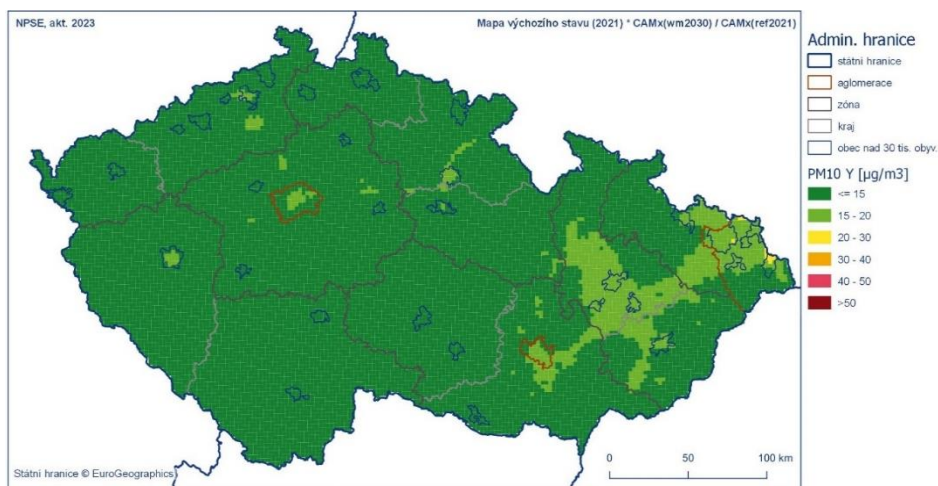 NPSE, akt. 2023
Mapa výchozího stavu (2021) * CAMx(wm2030) / CAMx(ref2021)
Admin. hranice
státní hranice
aglomerace
zóna
kraj
obec nad 30 tis. obyv.
PM10 Y [µg/m3]
<= 15
15 - 20
20 - 30
30 - 40
40 - 50
>50
0 50 100 km
Státní hranice © EuroGeographics